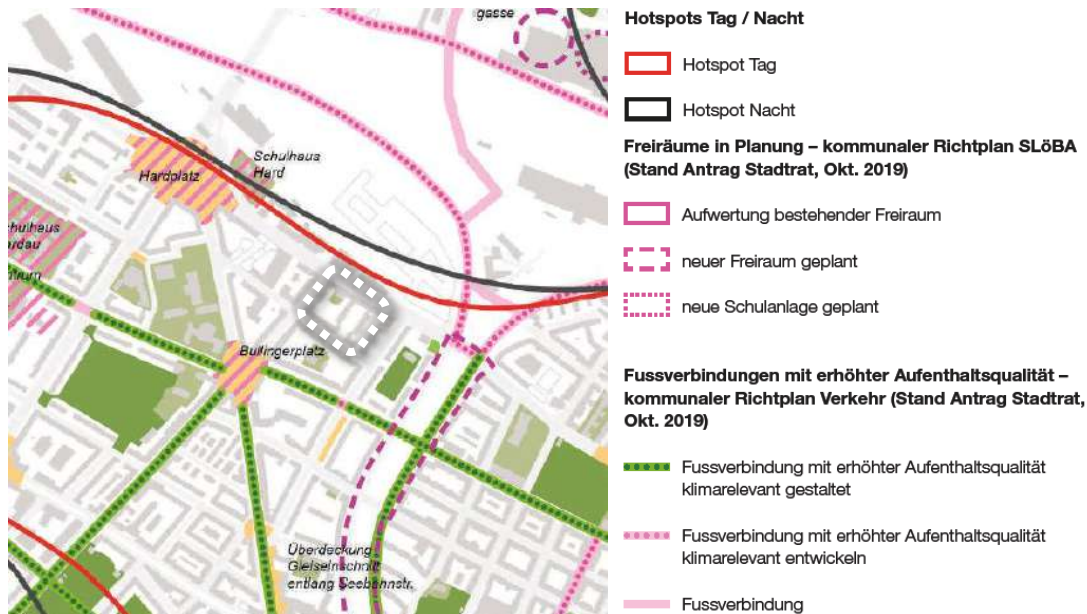 gasse
Schulhaus
Hard
Hardplatz
Bullingerplatz
Überdeckung
Gleiseinschnitt
entlang Seebahnstr.
Hotspots Tag / Nacht
Hotspot Tag
Hotspot Nacht
Freiräume in Planung – kommunaler Richtplan SLöBA
(Stand Antrag Stadtrat, Okt. 2019)
Aufwertung bestehender Freiraum
neuer Freiraum geplant
neue Schulanlage geplant
Fussverbindungen mit erhöhter Aufenthaltsqualität –
kommunaler Richtplan Verkehr (Stand Antrag Stadtrat,
Okt. 2019)
Fussverbindung mit erhöhter Aufenthaltsqualität
klimarelevant gestaltet
Fussverbindung mit erhöhter Aufenthaltsqualität
klimarelevant entwickeln
Fussverbindung